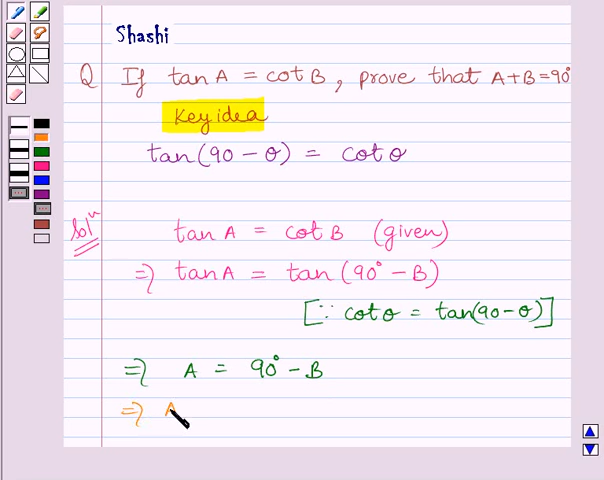 Shashi
Q If tan A = cot B, prove that A+B=90°
Key idea
tan(90 - θ) = cot θ
Solⁿ tan A = cot B (given)
⇒ tan A = tan (90° - B)
[∵ cot θ = tan(90 - θ)]
⇒ A = 90° - B
⇒ A